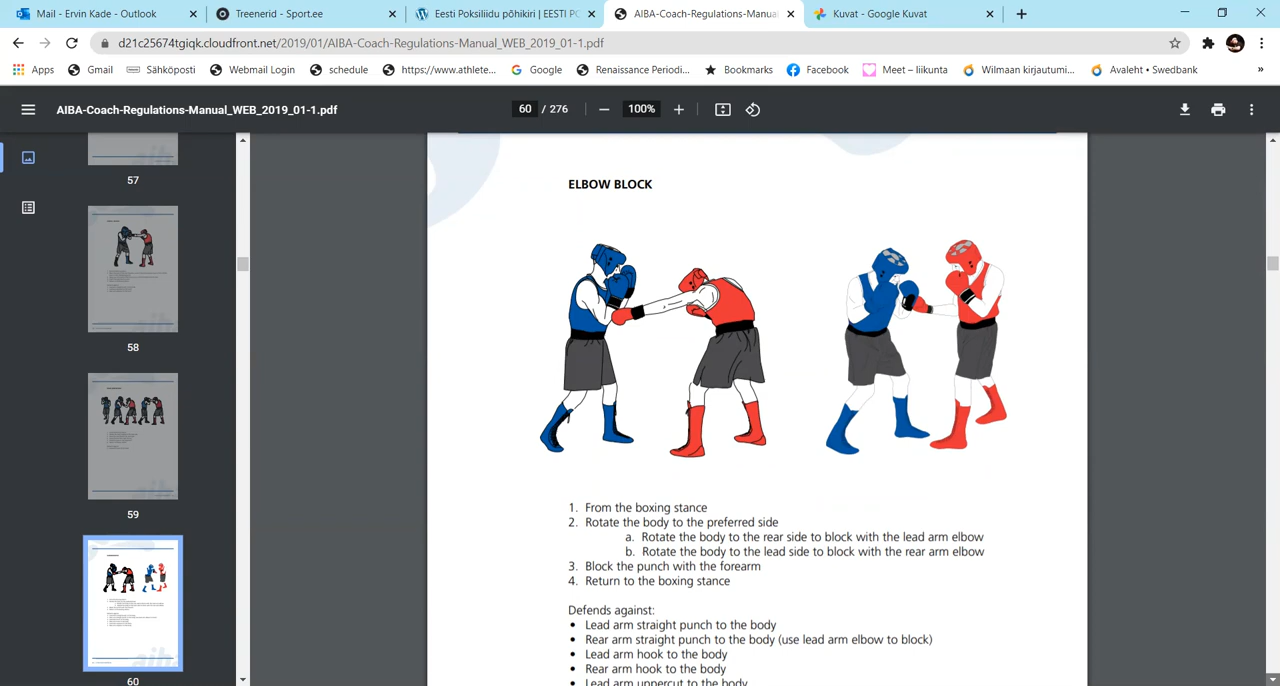 Mail - Ervin Kade - Outlook
Treenerid - Sport.ee
Eesti Poksiliidu põhikiri | EESTI PO
AIBA-Coach-Regulations-Manual
Kuvat - Google Kuvat
d21c25674tgiqk.cloudfront.net/2019/01/AIBA-Coach-Regulations-Manual_WEB_2019_01-1.pdf
Apps
Gmail
Sähköposti
Webmail Login
schedule
https://www.athlete...
Google
Renaissance Periodi...
Bookmarks
Facebook
Meet – liikunta
Wilmaan kirjautumi...
Avaleht • Swedbank
»
AIBA-Coach-Regulations-Manual_WEB_2019_01-1.pdf
60 / 276
100%
57
58
59
60
ELBOW BLOCK
1. From the boxing stance
2. Rotate the body to the preferred side
a. Rotate the body to the rear side to block with the lead arm elbow
b. Rotate the body to the lead side to block with the rear arm elbow
3. Block the punch with the forearm
4. Return to the boxing stance
Defends against:
• Lead arm straight punch to the body
• Rear arm straight punch to the body (use lead arm elbow to block)
• Lead arm hook to the body
• Rear arm hook to the body
• Lead arm uppercut to the body